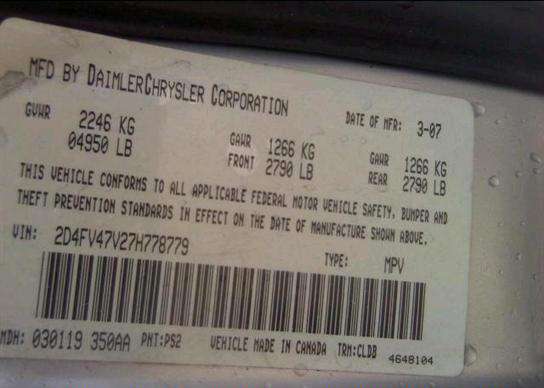 MFD BY DAIMLERCHRYSLER CORPORATION DATE OF MFR: 3-07
GVWR 2246 KG GAWR 1266 KG GAWR 1266 KG
04950 LB FRONT 2790 LB REAR 2790 LB
THIS VEHICLE CONFORMS TO ALL APPLICABLE FEDERAL MOTOR VEHICLE SAFETY, BUMPER AND
THEFT PREVENTION STANDARDS IN EFFECT ON THE DATE OF MANUFACTURE SHOWN ABOVE.
VIN: 2D4FV47V27H778779 TYPE: MPV
MDH: 030119 350AA PNT:PS2 VEHICLE MADE IN CANADA TRM:CLDB 4648104